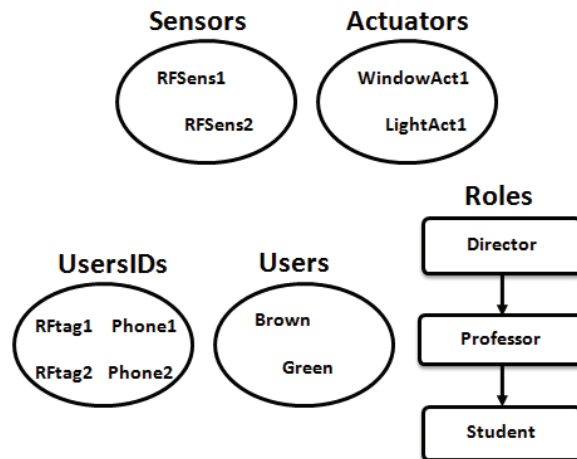 Sensors Actuators
RFSens1 WindowAct1
RFSens2 LightAct1
Roles
Director
UsersIDs Users
RFtag1 Phone1 Brown
Professor
RFtag2 Phone2 Green
Student